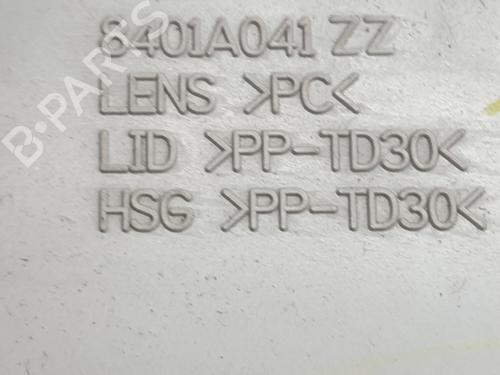 8401A041 ZZ
LENS >PC<
LID >PP-TD30<
HSG >PP-TD30<
B-PARTS